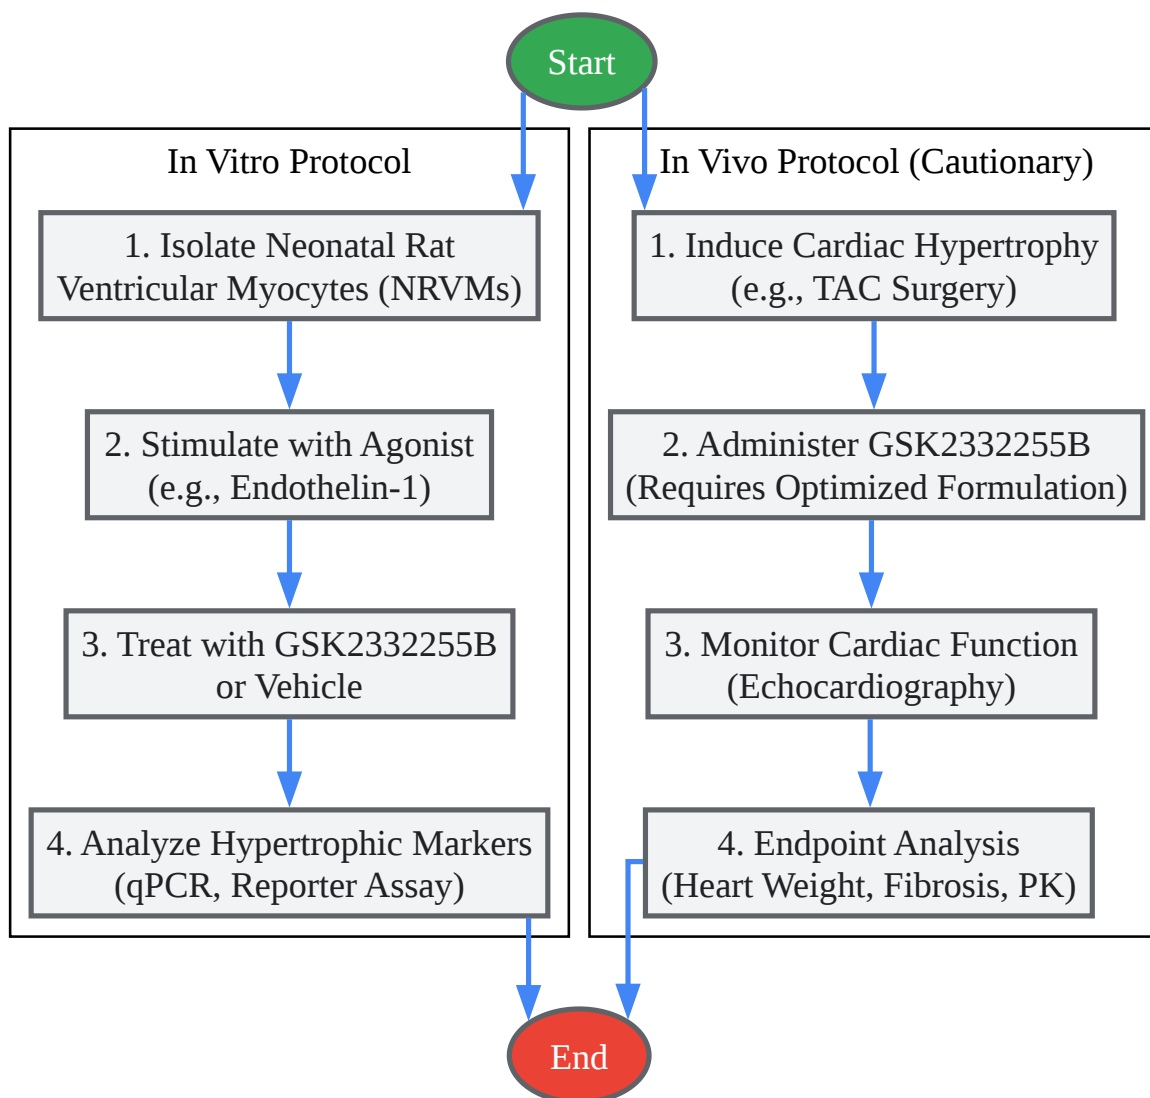 Start
In Vitro Protocol
1. Isolate Neonatal Rat
Ventricular Myocytes (NRVMs)
2. Stimulate with Agonist
(e.g., Endothelin-1)
3. Treat with GSK2332255B
or Vehicle
4. Analyze Hypertrophic Markers
(qPCR, Reporter Assay)
In Vivo Protocol (Cautionary)
1. Induce Cardiac Hypertrophy
(e.g., TAC Surgery)
2. Administer GSK2332255B
(Requires Optimized Formulation)
3. Monitor Cardiac Function
(Echocardiography)
4. Endpoint Analysis
(Heart Weight, Fibrosis, PK)
End